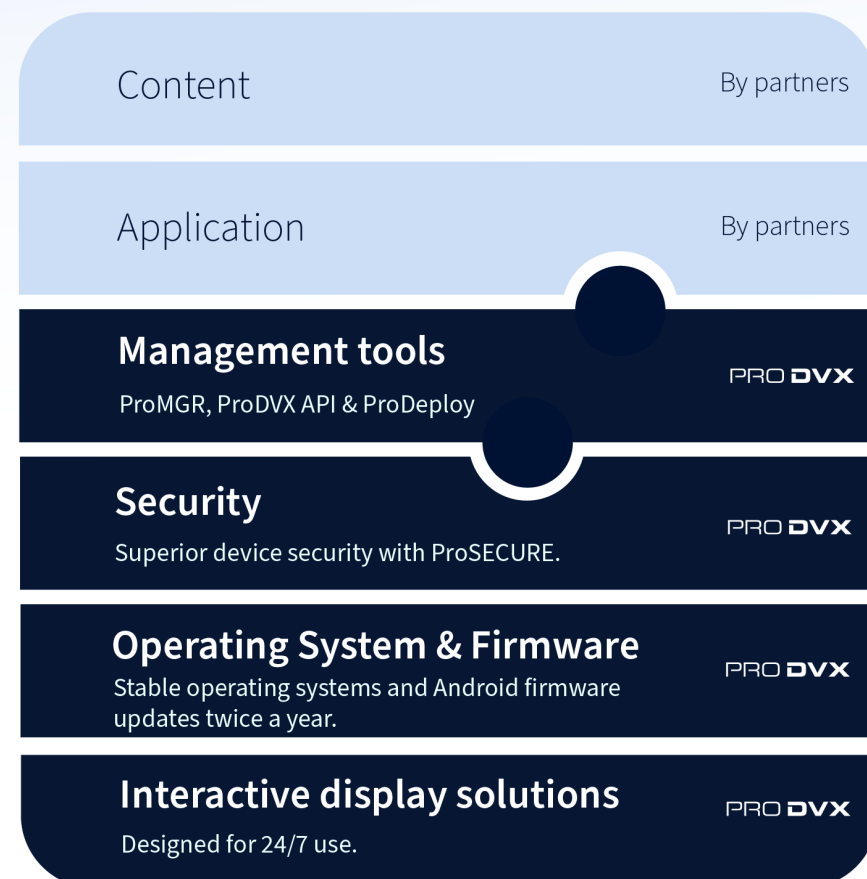 Content
By partners
Application
By partners
Management tools
ProMGR, ProDVX API & ProDeploy
PRO DVX
Security
Superior device security with ProSECURE.
PRO DVX
Operating System & Firmware
Stable operating systems and Android firmware
updates twice a year.
PRO DVX
Interactive display solutions
Designed for 24/7 use.
PRO DVX